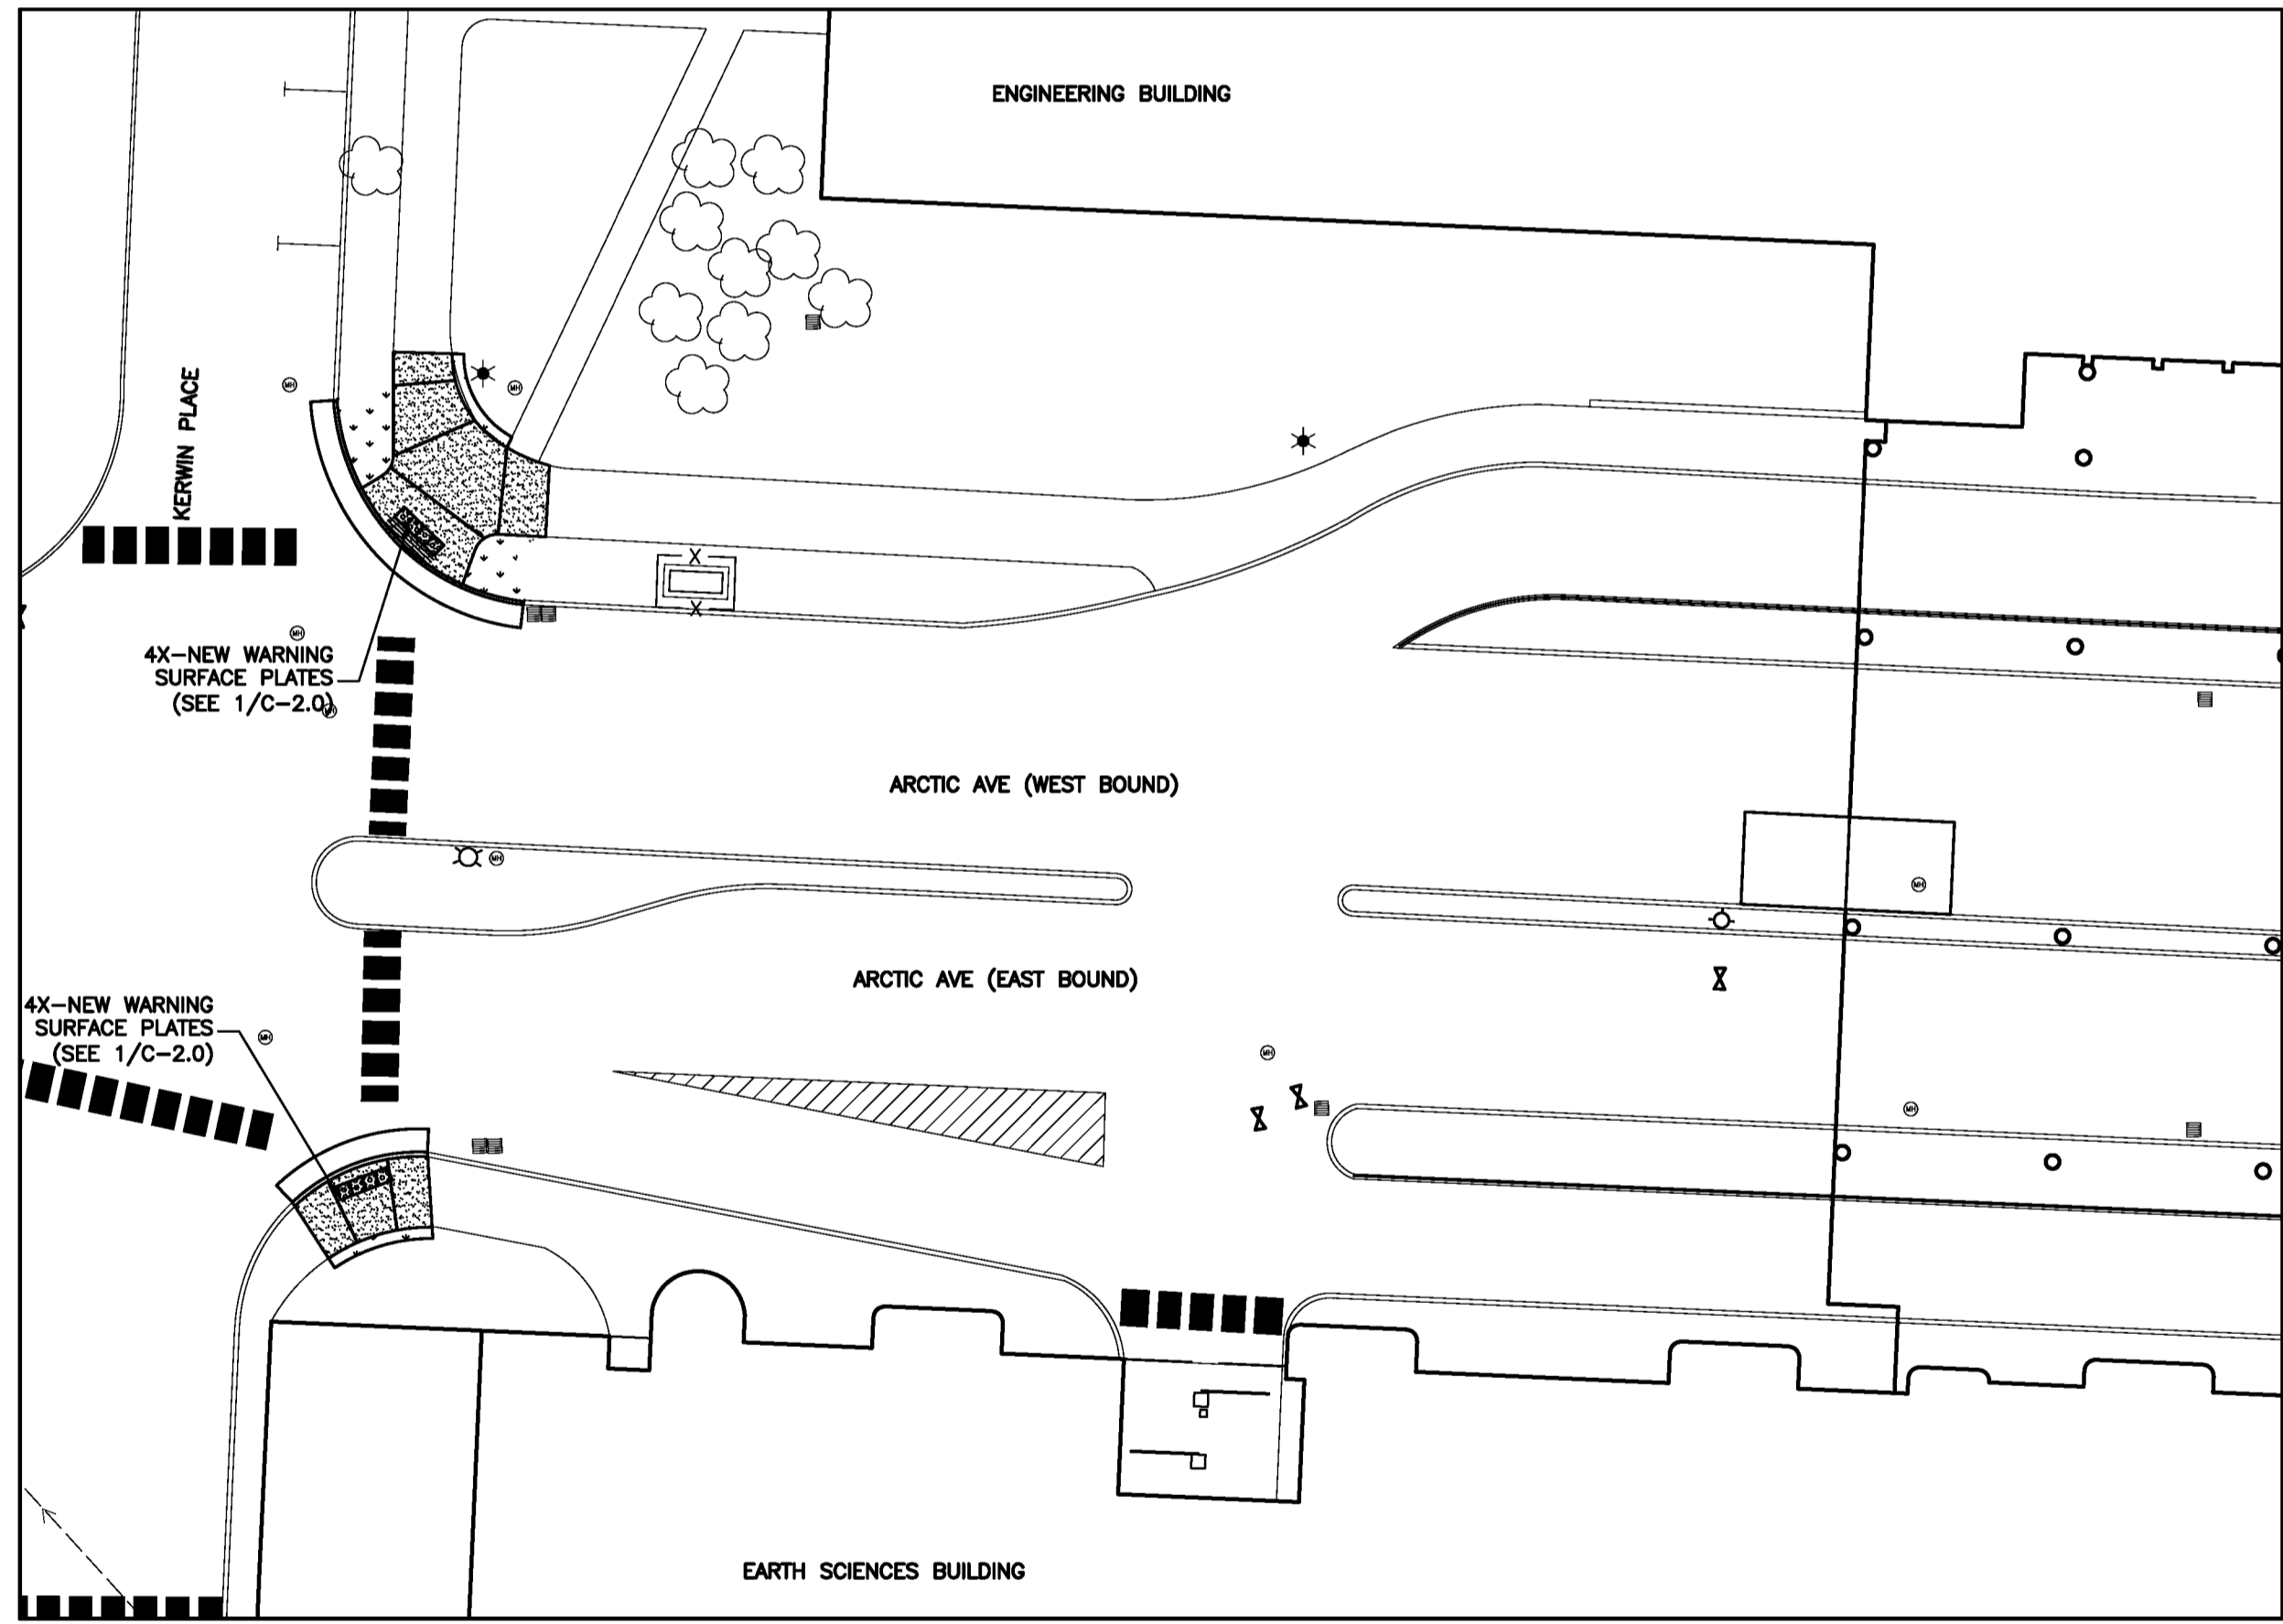 ENGINEERING BUILDING
KERWIN PLACE
MH
MH
MH
4X-NEW WARNING
SURFACE PLATES
(SEE 1/C-2.0)
MH
ARCTIC AVE (WEST BOUND)
MH
MH
ARCTIC AVE (EAST BOUND)
4X-NEW WARNING
SURFACE PLATES
(SEE 1/C-2.0)
MH
MH
MH
EARTH SCIENCES BUILDING